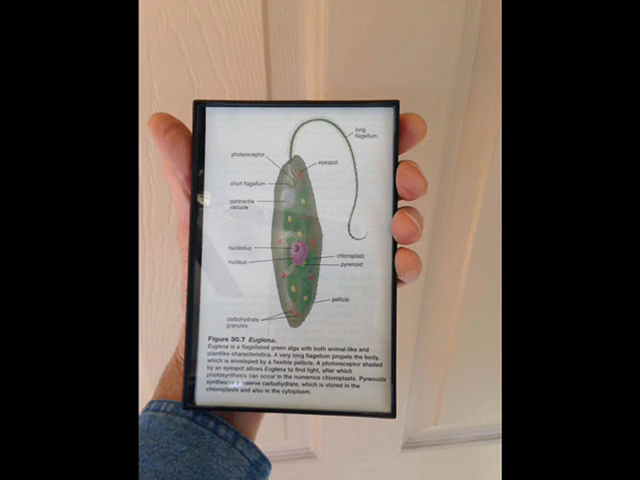 long
flagellum
photoreceptor
eyespot
short flagellum
contractile
vacuole
nucleolus
nucleus
chloroplast
pyrenoid
pellicle
carbohydrate
granules
Figure 30.7 Euglena.
Euglena is a flagellated green alga with both animal-like and
plantlike characteristics. A very long flagellum propels the body,
which is enveloped by a flexible pellicle. A photoreceptor shaded
by an eyespot allows Euglena to find light, after which
photosynthesis can occur in the numerous chloroplasts. Pyrenoids
synthesize a reserve carbohydrate, which is stored in the
chloroplasts and also in the cytoplasm.